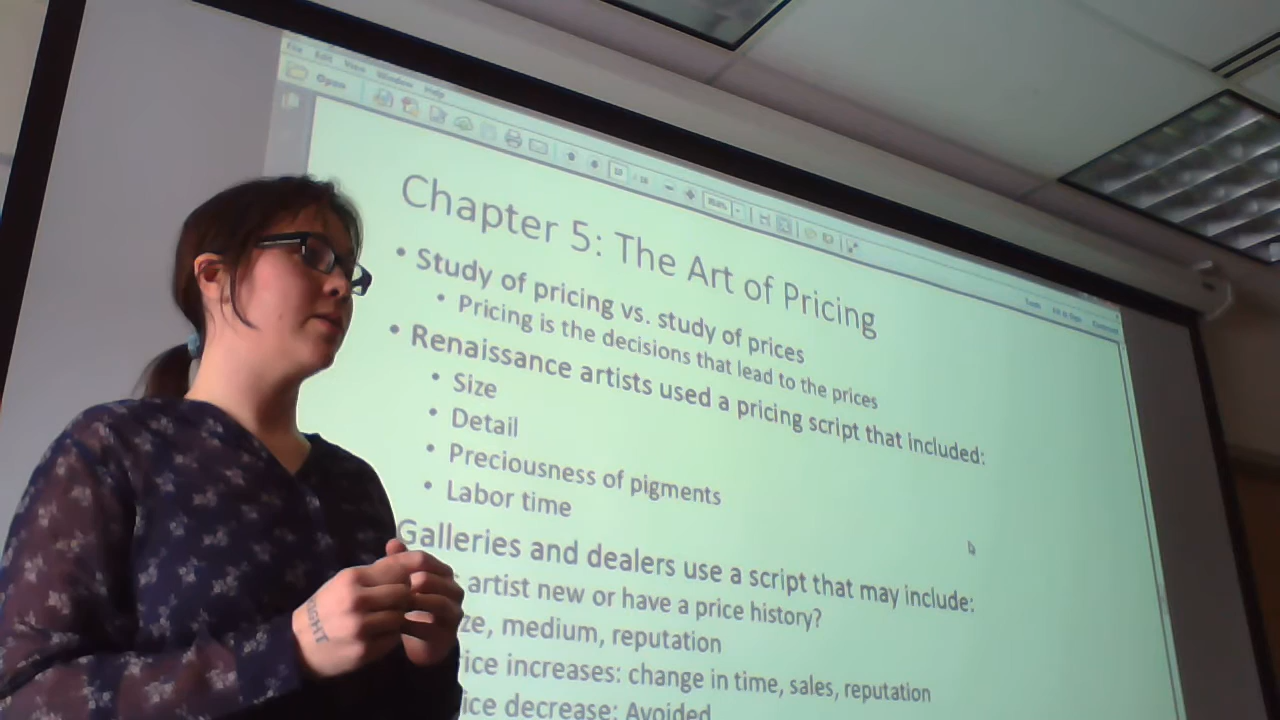 File Edit View Window Help
Open
Chapter 5: The Art of Pricing
• Study of pricing vs. study of prices
• Pricing is the decisions that lead to the prices
• Renaissance artists used a pricing script that included:
• Size
• Detail
• Preciousness of pigments
• Labor time
Galleries and dealers use a script that may include:
artist new or have a price history?
ze, medium, reputation
rice increases: change in time, sales, reputation
ice decrease: Avoided